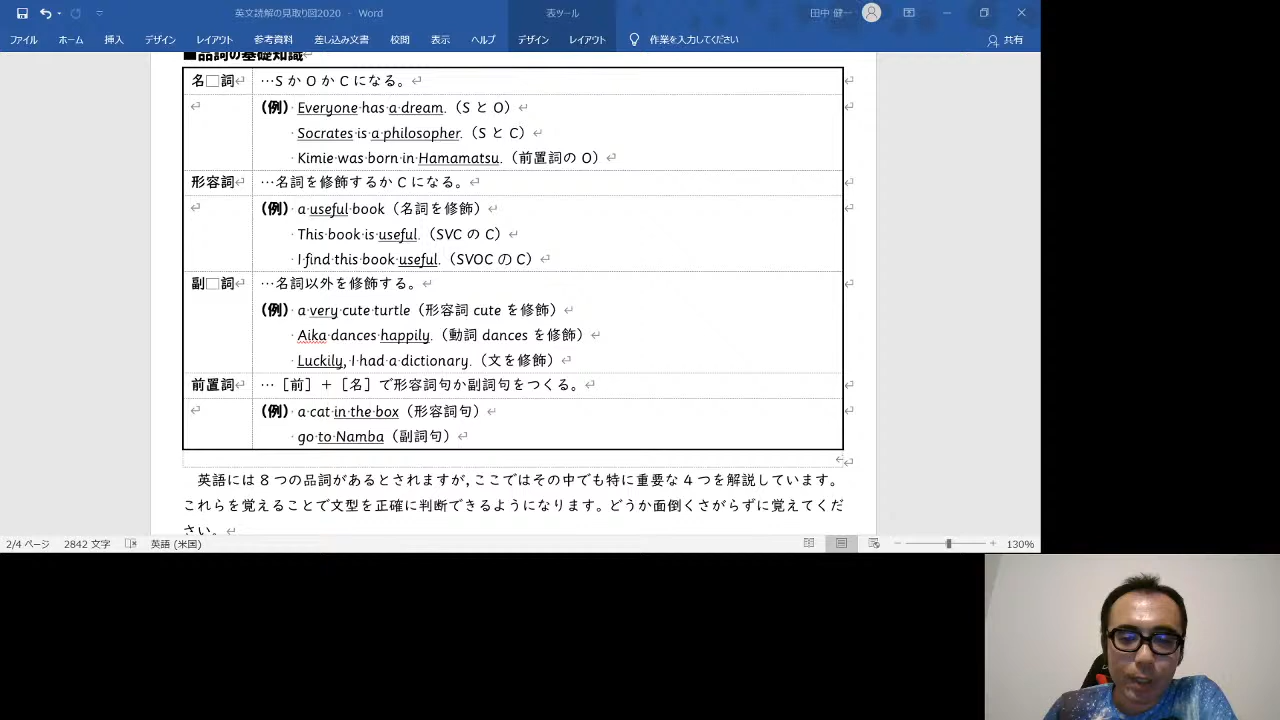 英文読解の見取り図2020 - Word
表ツール
田中 健一
ファイル ホーム 挿入 デザイン レイアウト 参考資料 差し込み文書 校閲 表示 ヘルプ デザイン レイアウト 作業を入力してください 共有
■品詞の基礎知識
名□詞 …S か O か C になる。
（例） Everyone has a dream.（S と O）
Socrates is a philosopher.（S と C）
Kimie was born in Hamamatsu.（前置詞の O）
形容詞 …名詞を修飾するか C になる。
（例） a useful book（名詞を修飾）
This book is useful.（SVC の C）
I find this book useful.（SVOC の C）
副□詞 …名詞以外を修飾する。
（例） a very cute turtle（形容詞 cute を修飾）
Aika dances happily.（動詞 dances を修飾）
Luckily, I had a dictionary.（文を修飾）
前置詞 …［前］＋［名］で形容詞句か副詞句をつくる。
（例） a cat in the box（形容詞句）
go to Namba（副詞句）
英語には 8 つの品詞があるとされますが，ここではその中でも特に重要な 4 つを解説しています。
これらを覚えることで文型を正確に判断できるようになります。どうか面倒くさがらずに覚えてくだ
さい。
2/4 ページ 2842 文字 英語 (米国) 130%